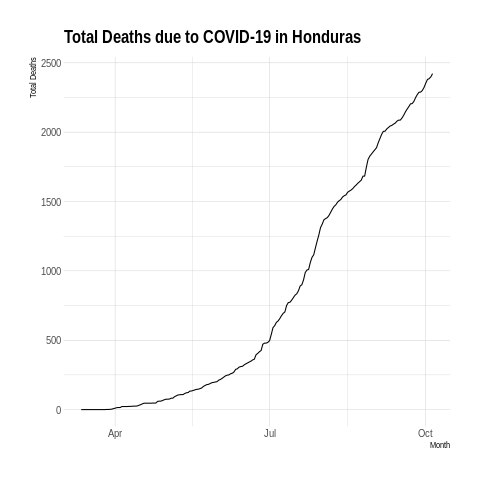 Total Deaths due to COVID-19 in Honduras
Total Deaths
2500
2000
1500
1000
500
0
Apr
Jul
Oct
Month